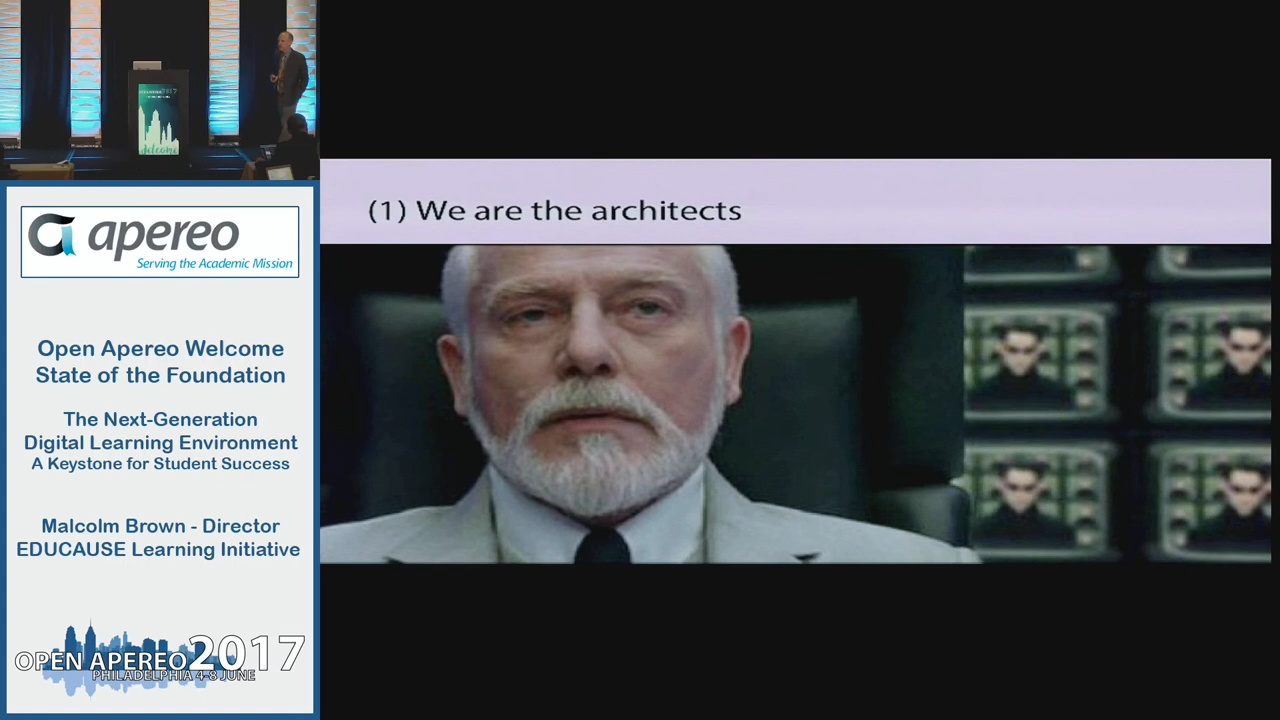 2017
Welcome
apereo
Serving the Academic Mission
Open Apereo Welcome
State of the Foundation
The Next-Generation
Digital Learning Environment
A Keystone for Student Success
Malcolm Brown - Director
EDUCAUSE Learning Initiative
OPEN APEREO 2017
PHILADELPHIA 4-8 JUNE
(1) We are the architects